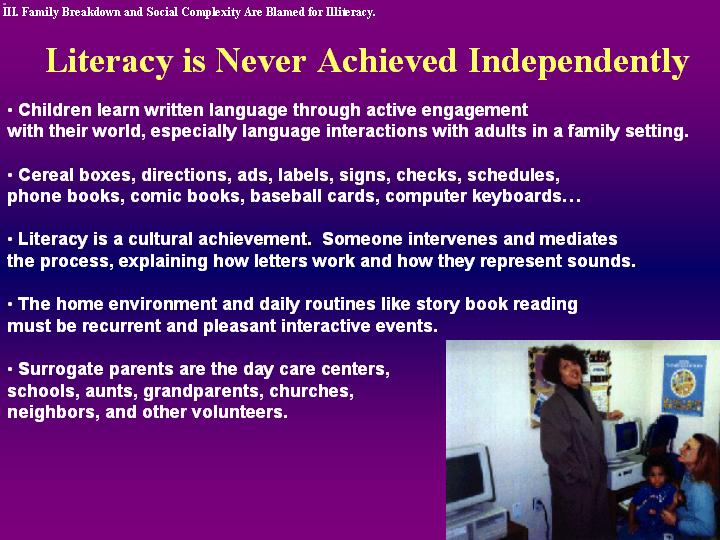 III. Family Breakdown and Social Complexity Are Blamed for Illiteracy.
Literacy is Never Achieved Independently
• Children learn written language through active engagement
with their world, especially language interactions with adults in a family setting.
• Cereal boxes, directions, ads, labels, signs, checks, schedules,
phone books, comic books, baseball cards, computer keyboards…
• Literacy is a cultural achievement.  Someone intervenes and mediates
the process, explaining how letters work and how they represent sounds.
• The home environment and daily routines like story book reading
must be recurrent and pleasant interactive events.
• Surrogate parents are the day care centers,
schools, aunts, grandparents, churches,
neighbors, and other volunteers.